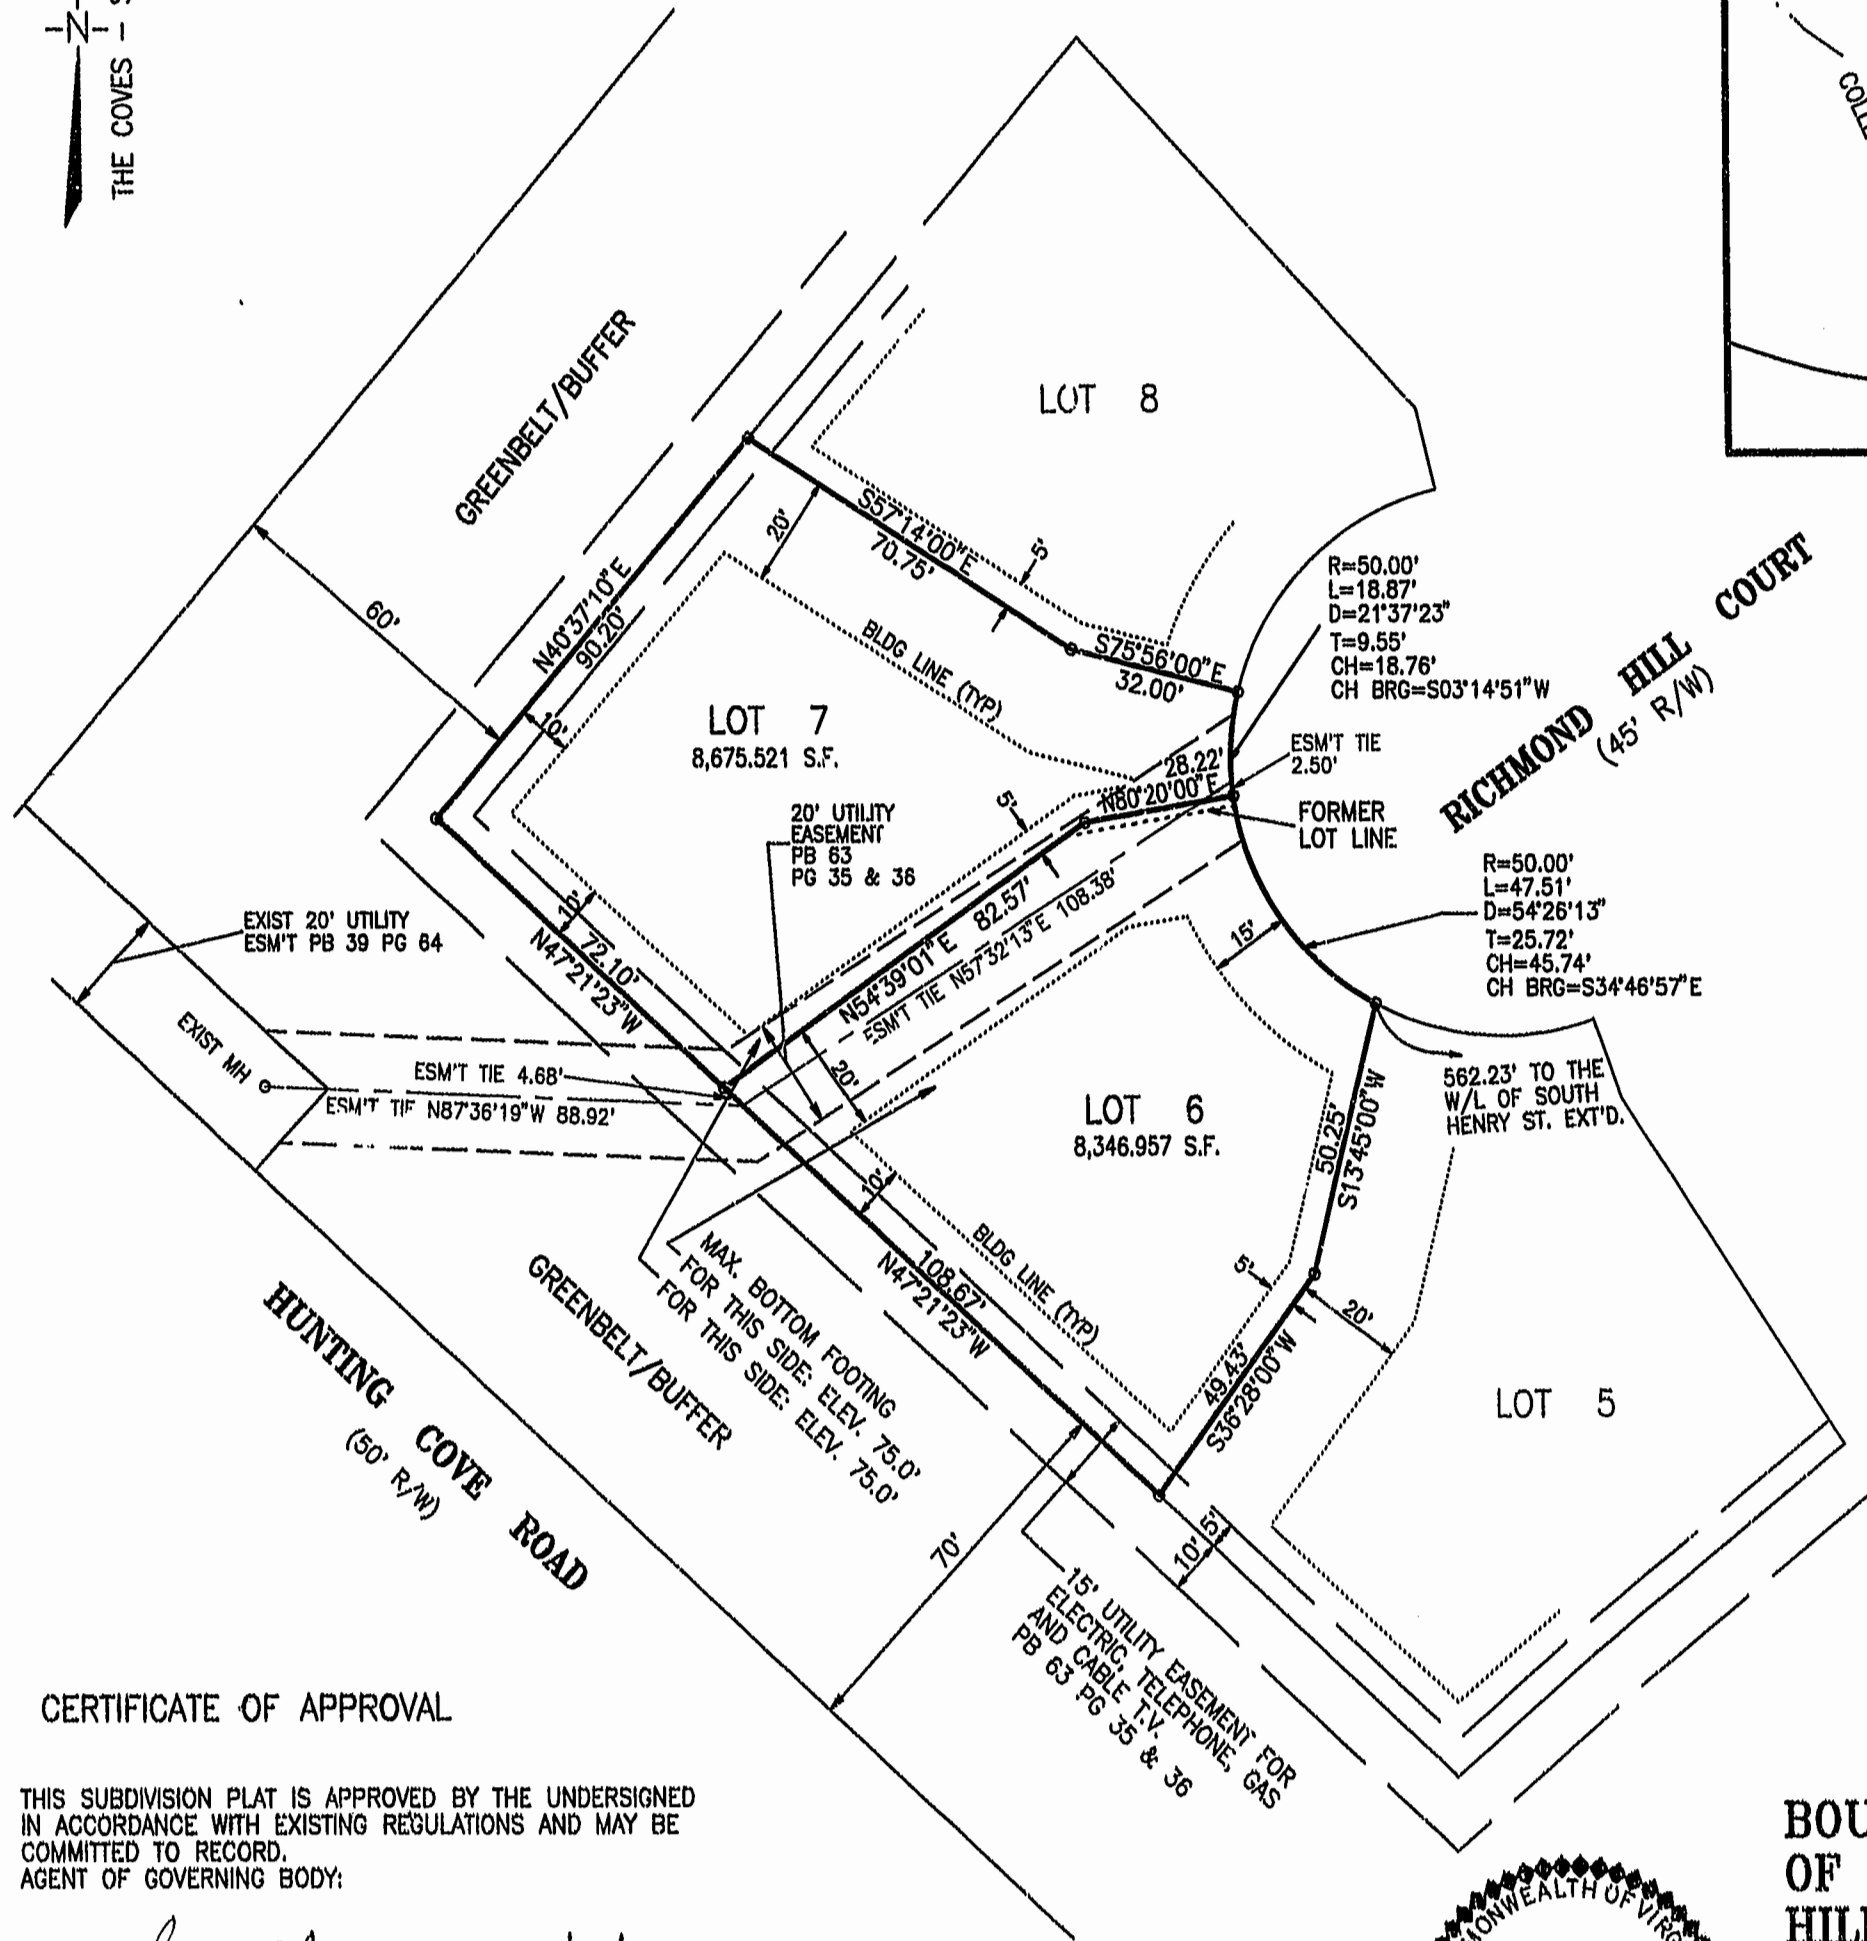 N
THE COVES - S
COLL
GREENBELT/BUFFER
LOT 8
20'
S57°14'00"E
70.75'
5'
60'
N40°37'10"E
90.20'
BLDG LINE (TYP)
S75°56'00"E
32.00'
R=50.00'
L=18.87'
D=21°37'23"
T=9.55'
CH=18.76'
CH BRG=S03°14'51"W
RICHMOND HILL COURT
(45' R/W)
10'
LOT 7
8,675.521 S.F.
28.22'
N80°20'00"E
ESM'T TIE
2.50'
FORMER
LOT LINE
5'
20' UTILITY
EASEMENT
PB 63
PG 35 & 36
R=50.00'
L=47.51'
D=54°26'13"
T=25.72'
CH=45.74'
CH BRG=S34°46'57"E
10'
72.10'
N47°21'23"W
EXIST 20' UTILITY
ESM'T PB 39 PG 64
N54°39'01"E 82.57'
ESM'T TIE N57°32'13"E 108.38'
15'
EXIST MH
ESM'T TIE 4.68'
ESM'T TIE N87°36'19"W 88.92'
20'
LOT 6
8,346.957 S.F.
50.25'
S13°45'00"W
562.23' TO THE
W/L OF SOUTH
HENRY ST. EXT'D.
10'
BLDG LINE (TYP)
108.67'
N47°21'23"W
5'
20'
49.43'
S36°28'00"W
LOT 5
MAX. BOTTOM FOOTING
FOR THIS SIDE: ELEV. 75.0'
FOR THIS SIDE: ELEV. 75.0'
GREENBELT/BUFFER
HUNTING COVE ROAD
(50' R/W)
70'
5'
10'
15' UTILITY EASEMENT FOR
ELECTRIC, TELEPHONE, GAS
AND CABLE T.V.
PB 63 PG 35 & 36
CERTIFICATE OF APPROVAL
THIS SUBDIVISION PLAT IS APPROVED BY THE UNDERSIGNED
IN ACCORDANCE WITH EXISTING REGULATIONS AND MAY BE
COMMITTED TO RECORD.
AGENT OF GOVERNING BODY:
MONWEALTH OF VIRG
BOU
OF
HILL